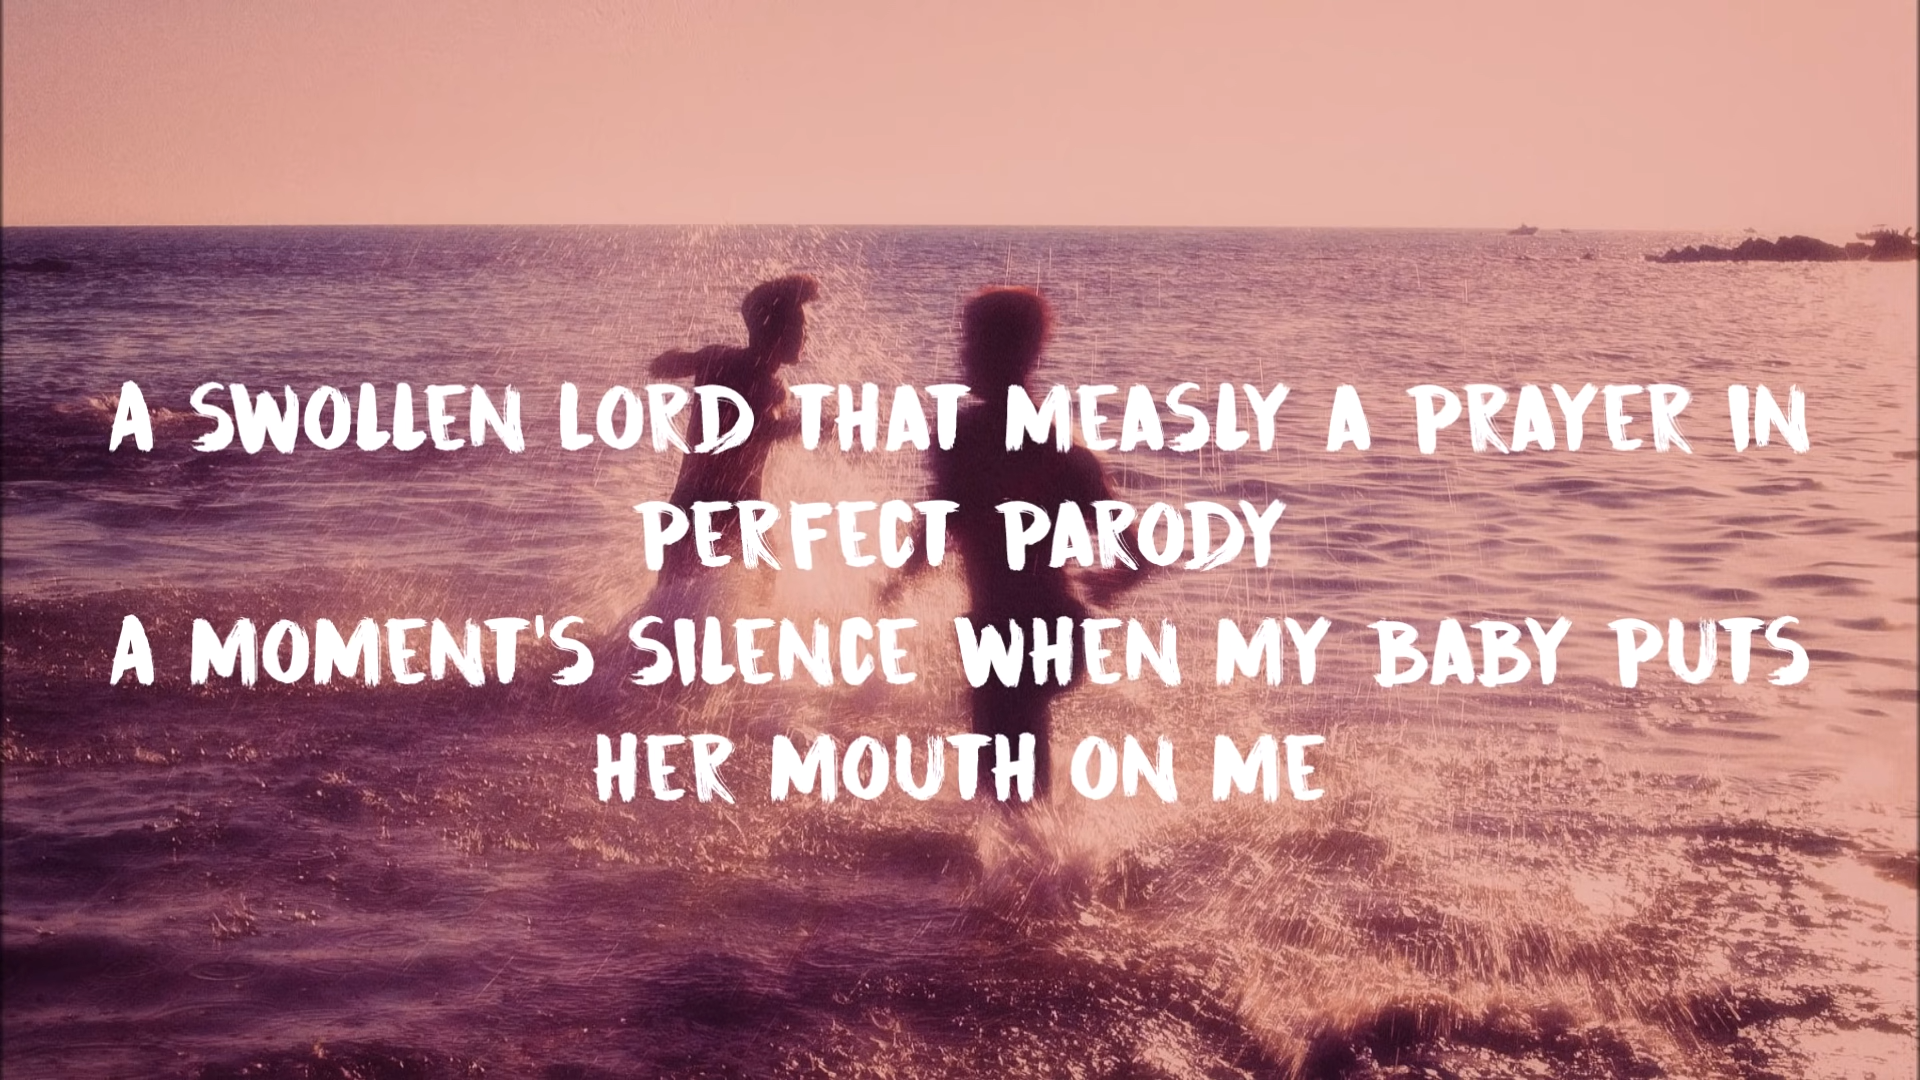 A SWOLLEN LORD THAT MEASLY A PRAYER IN
PERFECT PARODY
A MOMENT'S SILENCE WHEN MY BABY PUTS
HER MOUTH ON ME